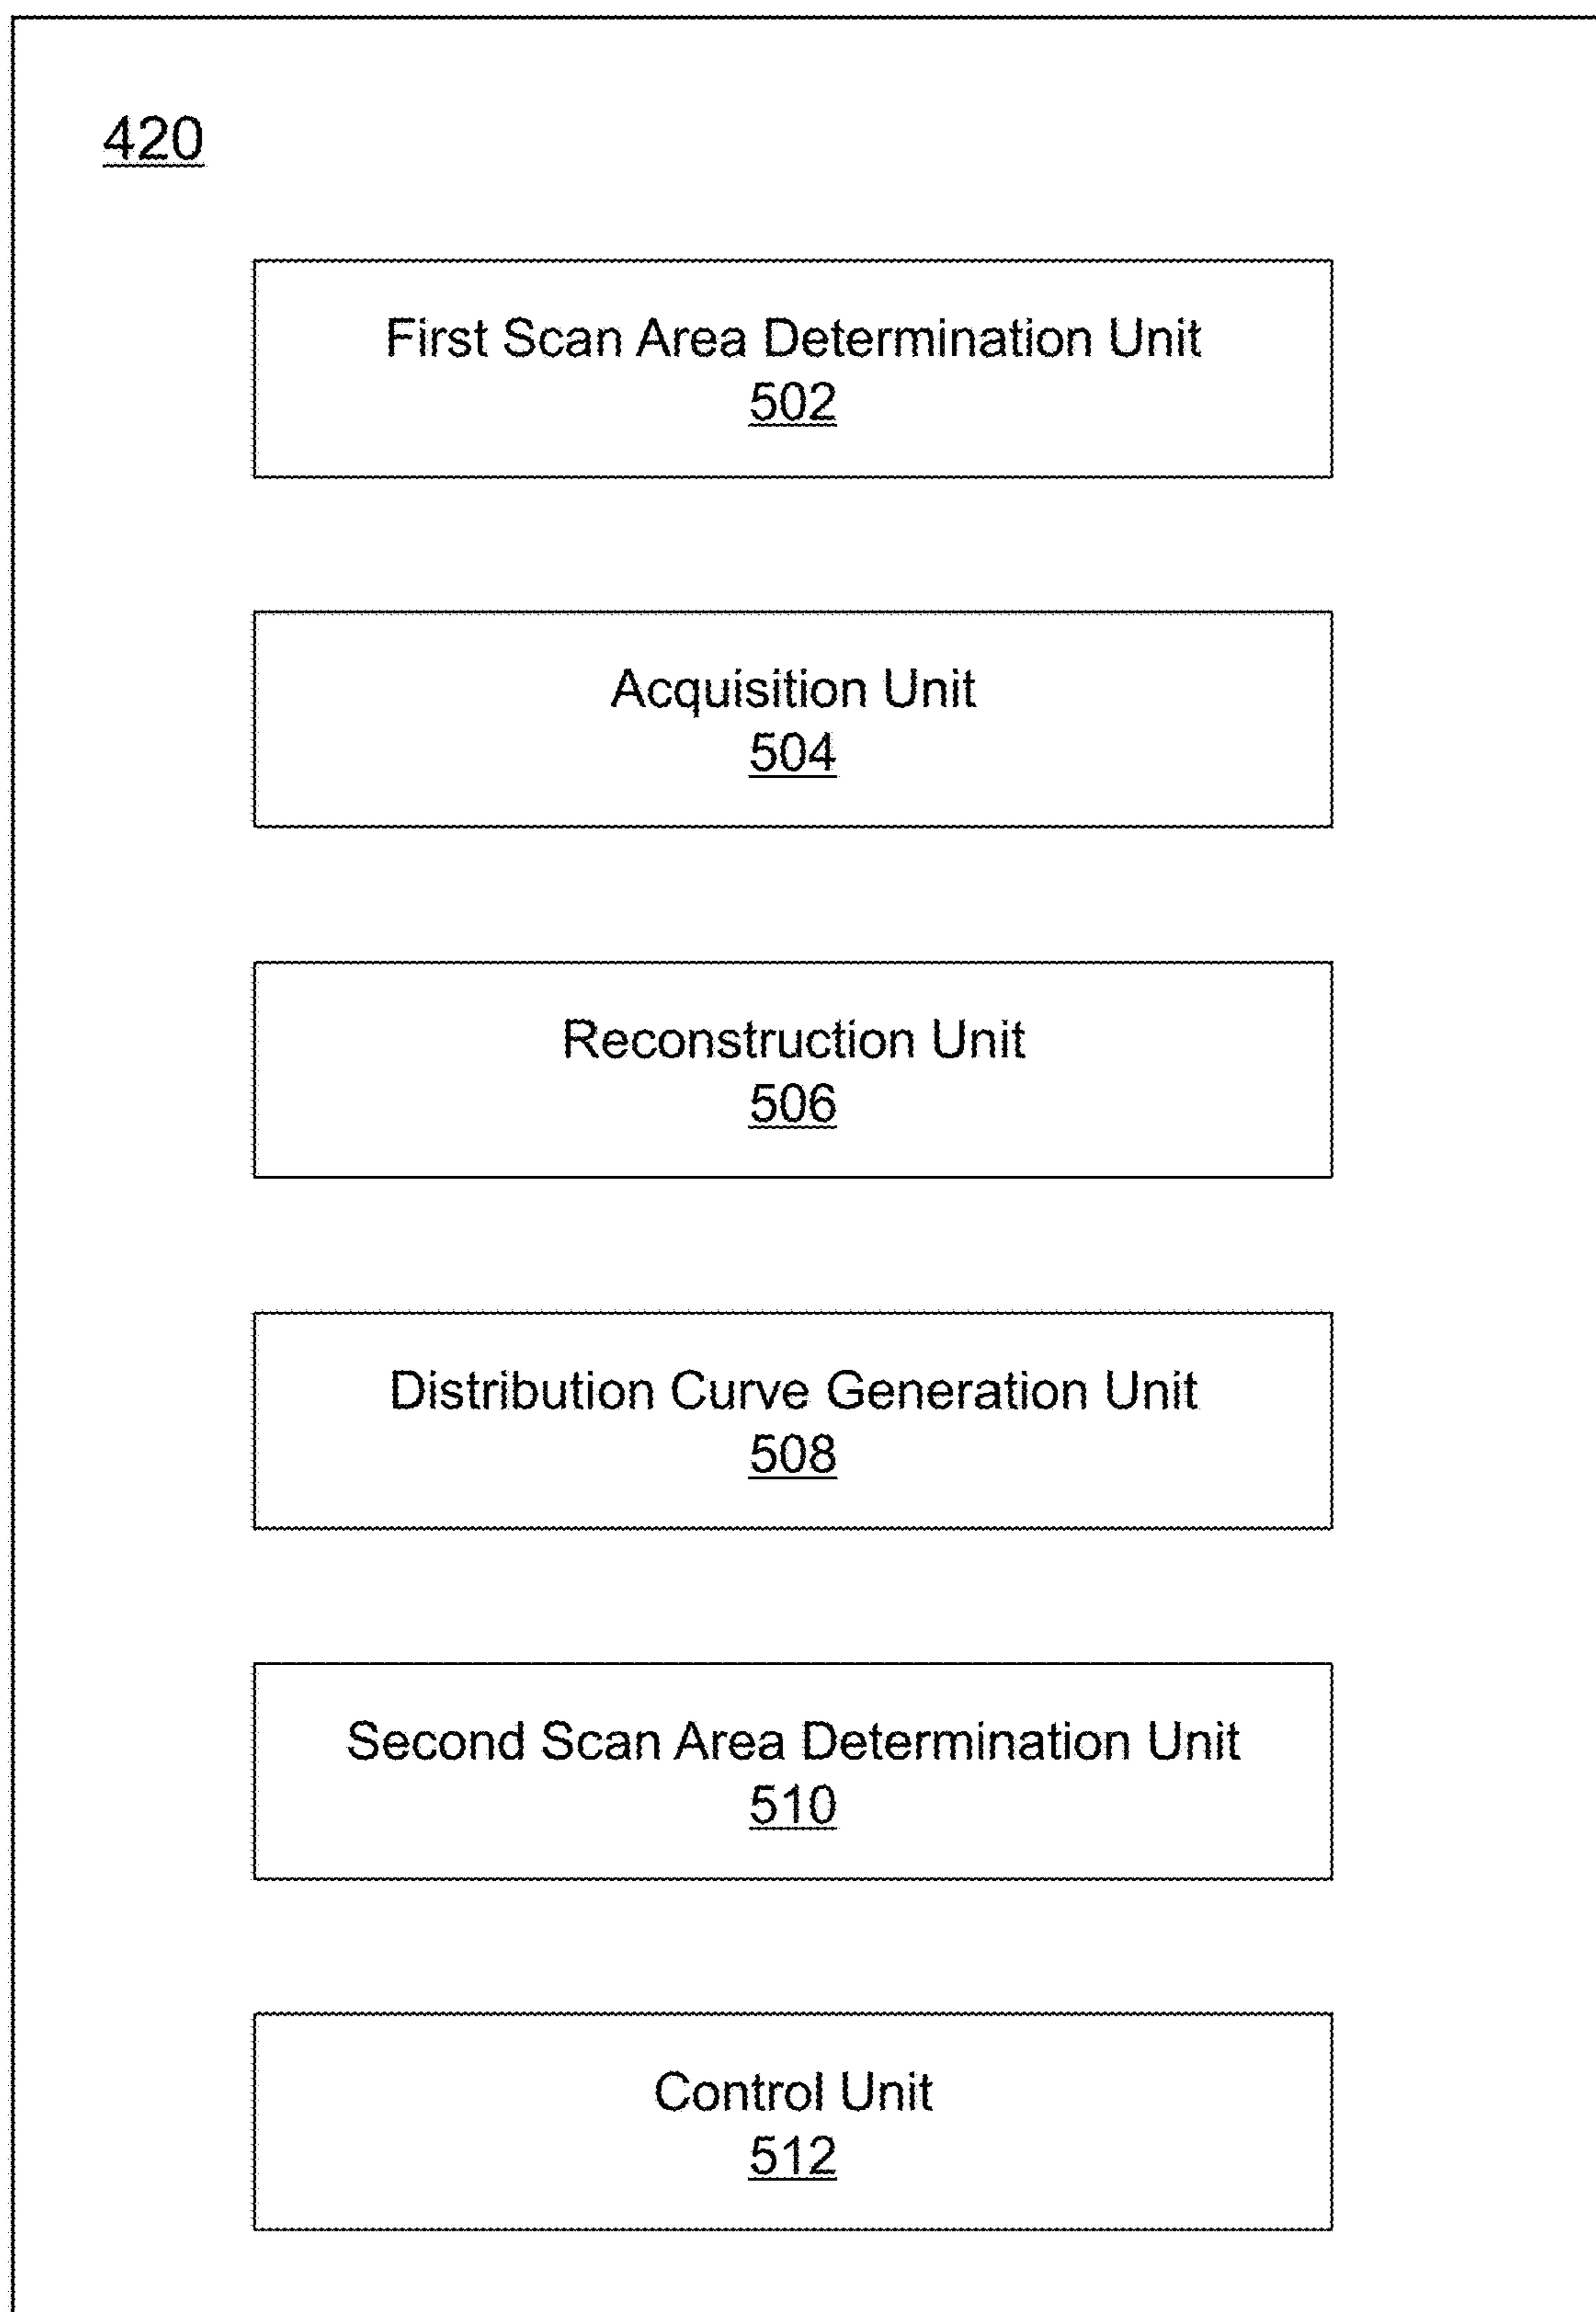 420
First Scan Area Determination Unit
502
Acquisition Unit
504
Reconstruction Unit
506
Distribution Curve Generation Unit
508
Second Scan Area Determination Unit
510
Control Unit
512